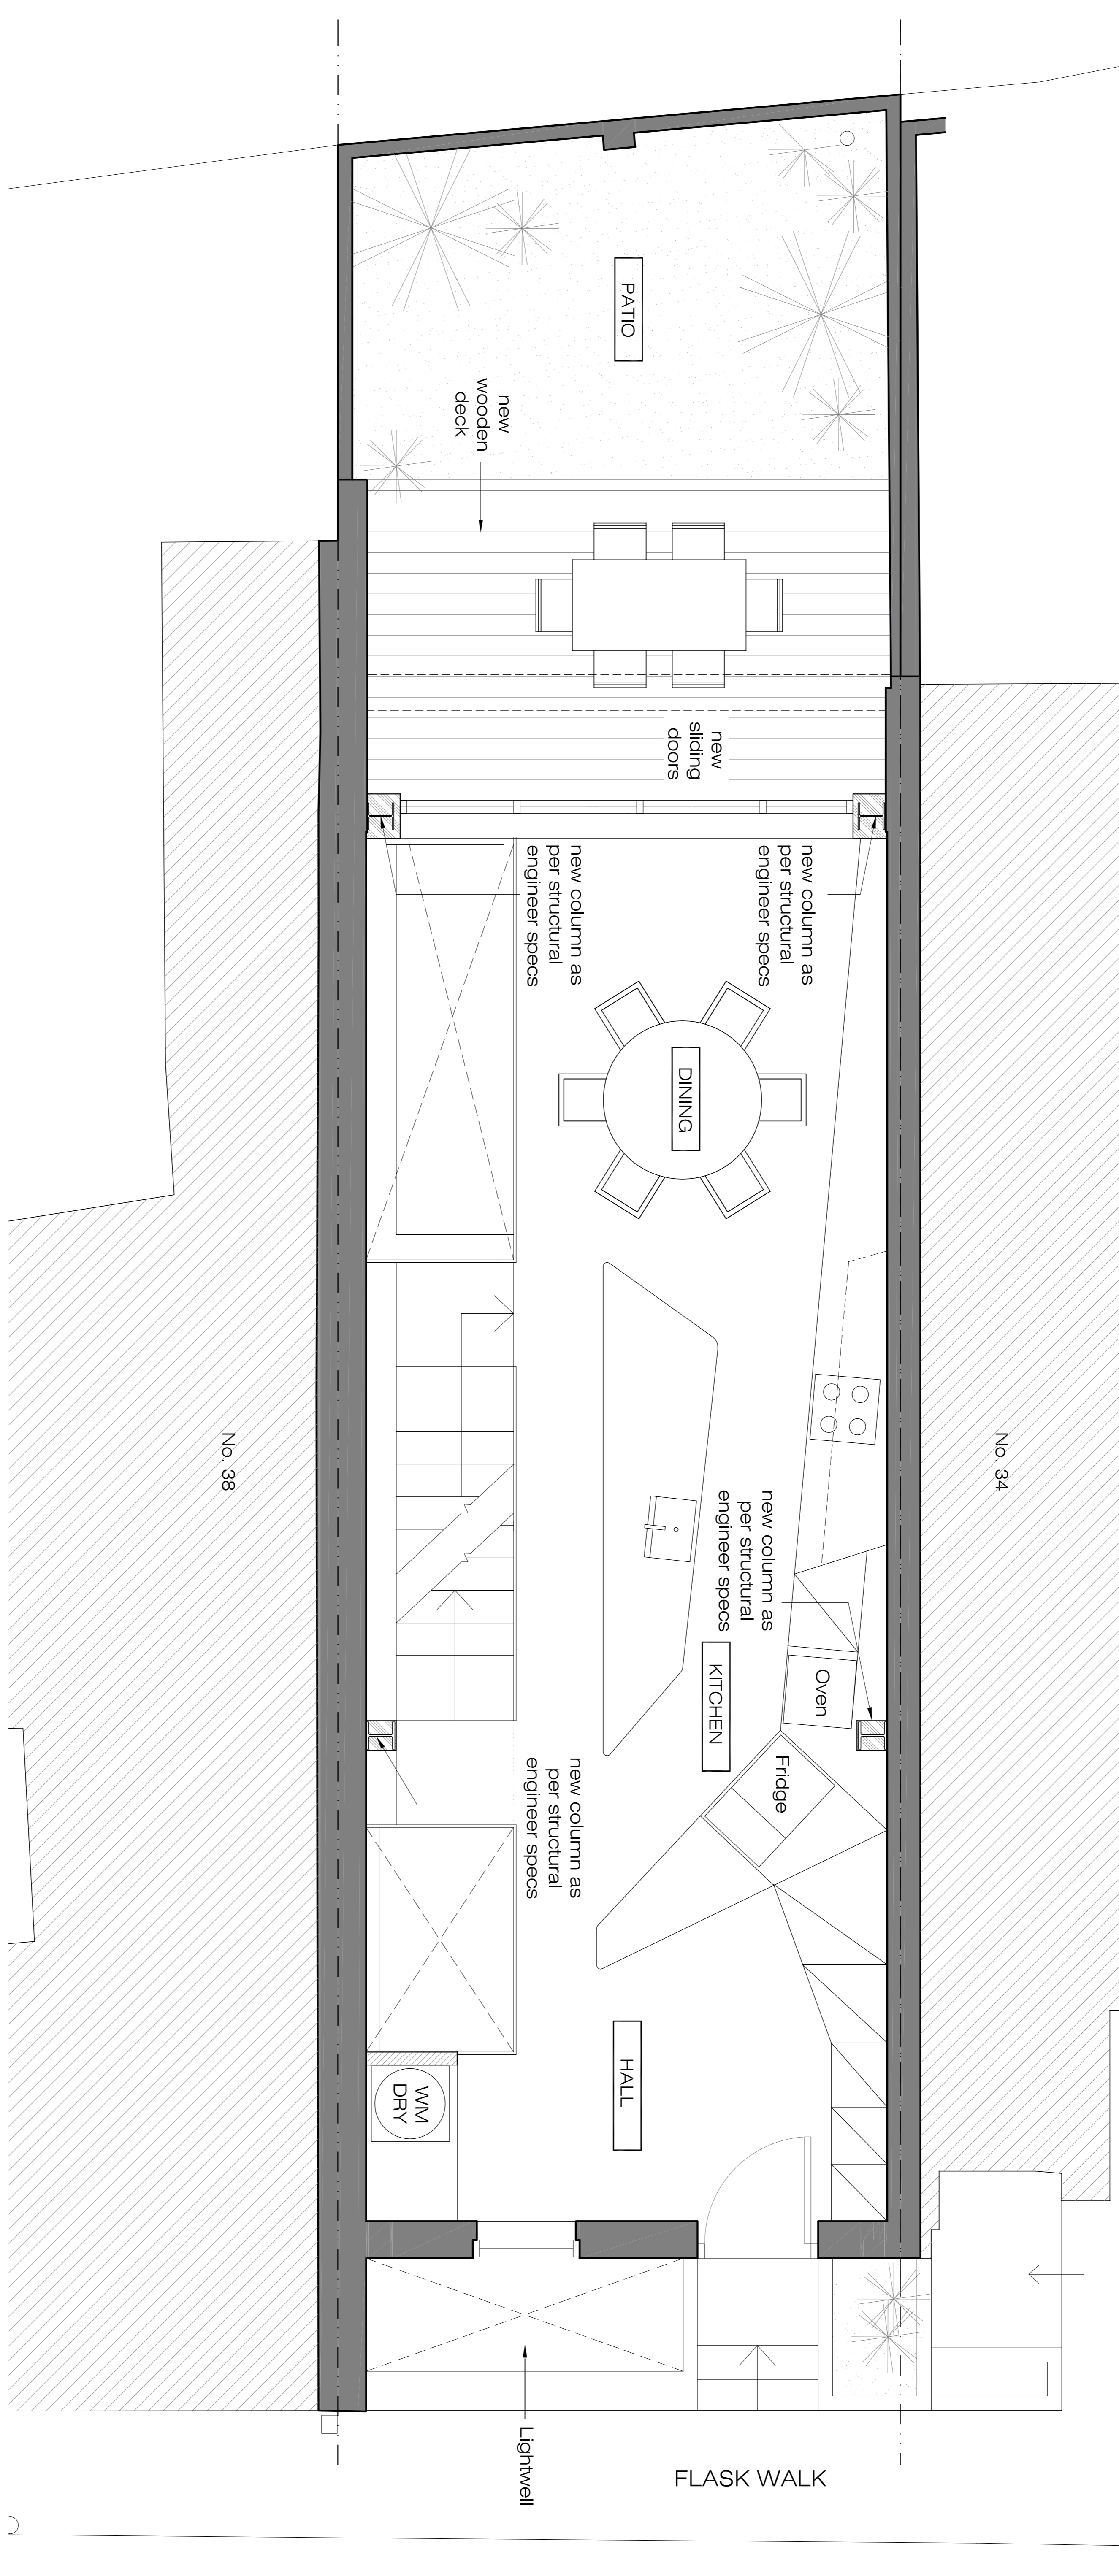 PATIO
new
wooden
deck
new
sliding
doors
new column as
per structural
engineer specs
new column as
per structural
engineer specs
DINING
No. 38
No. 34
new column as
per structural
engineer specs
KITCHEN
Oven
Fridge
new column as
per structural
engineer specs
HALL
WM
DRY
Lightwell
FLASK WALK